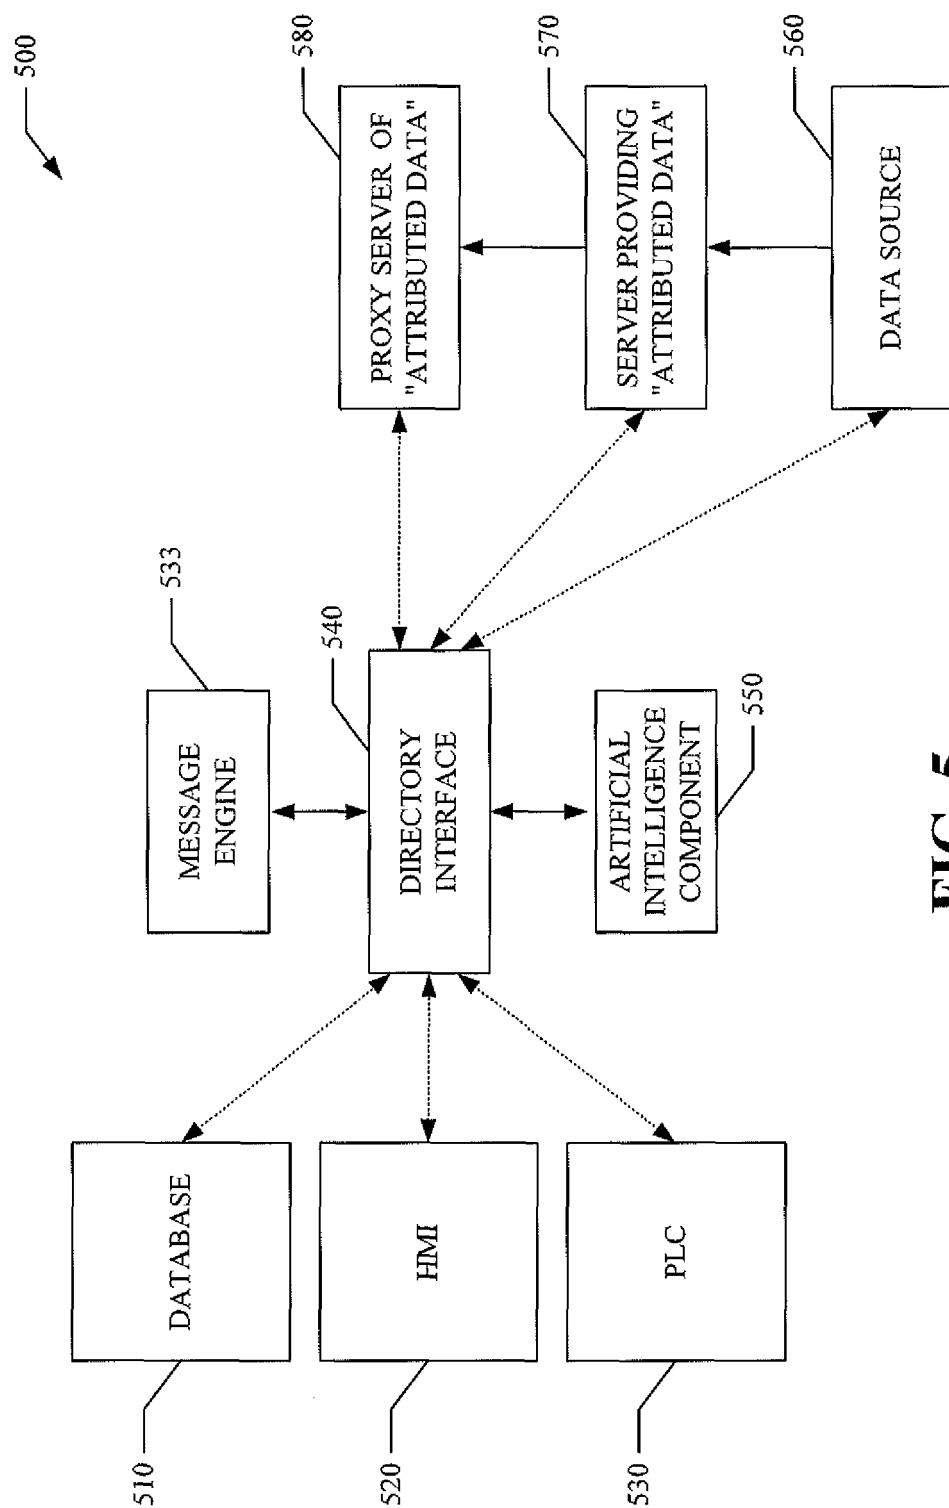 500
510
DATABASE
520
HMI
530
PLC
533
MESSAGE
ENGINE
540
DIRECTORY
INTERFACE
ARTIFICIAL
INTELLIGENCE
COMPONENT
550
580
PROXY SERVER OF
"ATTRIBUTED DATA"
570
SERVER PROVIDING
"ATTRIBUTED DATA"
560
DATA SOURCE
FIG. 5